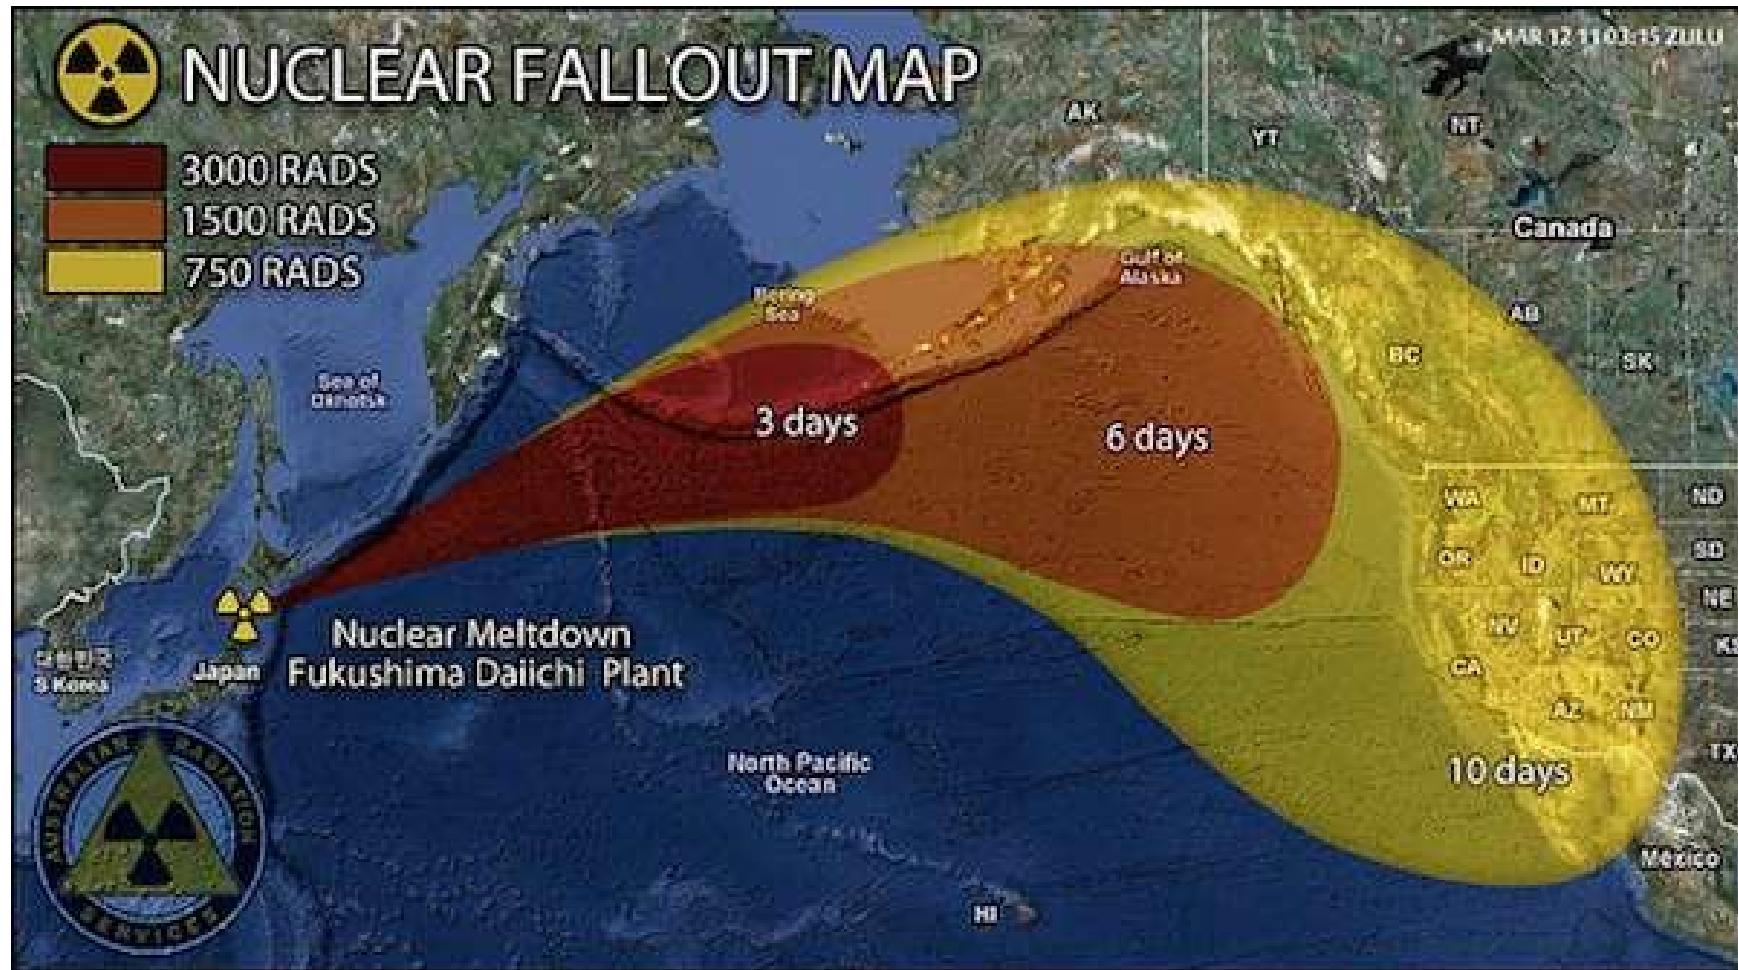 NUCLEAR FALLOUT MAP
MAR 12 11 03:15 ZULU
3000 RADS
1500 RADS
750 RADS
AK
YT
NT
Canada
Gulf of
Alaska
Bering
Sea
AB
BC
SK
Sea of
Okhotsk
3 days
6 days
WA
MT
ND
OR
ID
WY
SD
NE
NV
UT
CO
KS
CA
AZ
NM
TX
Nuclear Meltdown
Fukushima Daiichi Plant
대한민국
S Korea
Japan
10 days
North Pacific
Ocean
México
HI
AUSTRALIAN RADIATION
SERVICES